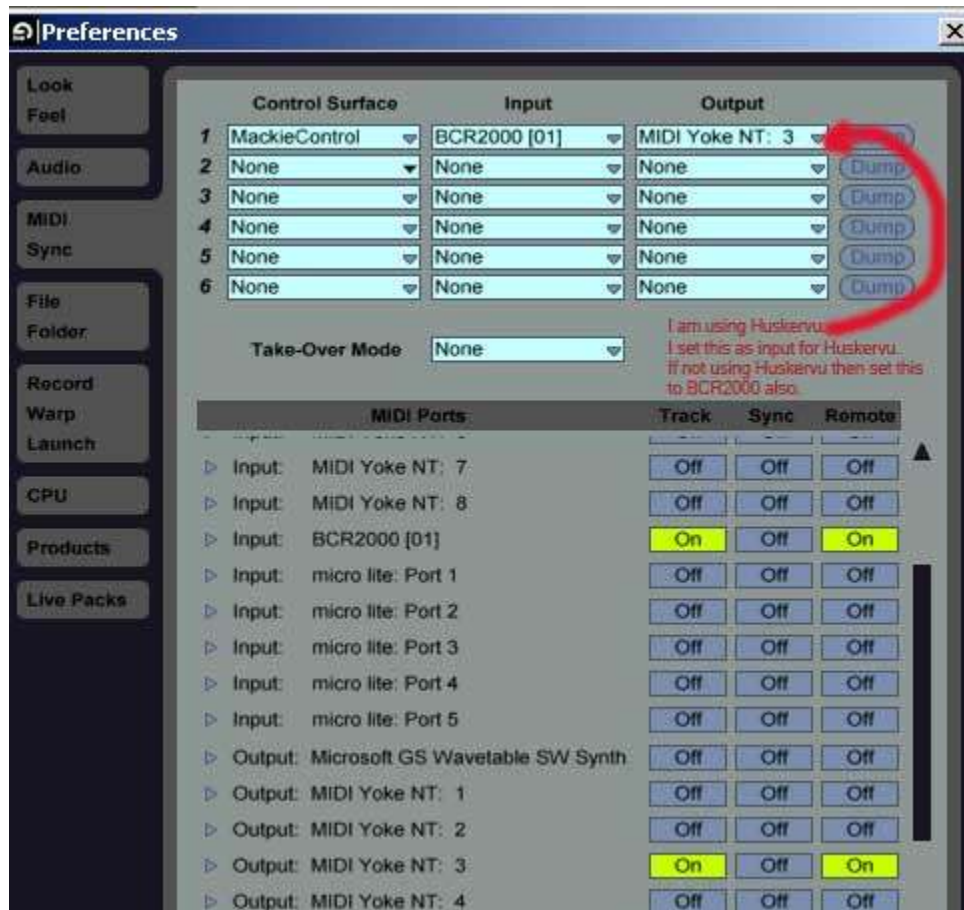 Preferences
Look
Feel
Audio
MIDI
Sync
File
Folder
Record
Warp
Launch
CPU
Products
Live Packs
Control Surface Input Output
1 MackieControl BCR2000 [01] MIDI Yoke NT: 3
2 None None None Dump
3 None None None Dump
4 None None None Dump
5 None None None Dump
6 None None None Dump
Take-Over Mode None
I am using Huskervu.
I set this as input for Huskervu.
If not using Huskervu then set this
to BCR2000 also.
MIDI Ports Track Sync Remote
Input: MIDI Yoke NT: 7 Off Off Off
Input: MIDI Yoke NT: 8 Off Off Off
Input: BCR2000 [01] On Off On
Input: micro lite: Port 1 Off Off Off
Input: micro lite: Port 2 Off Off Off
Input: micro lite: Port 3 Off Off Off
Input: micro lite: Port 4 Off Off Off
Input: micro lite: Port 5 Off Off Off
Output: Microsoft GS Wavetable SW Synth Off Off Off
Output: MIDI Yoke NT: 1 Off Off Off
Output: MIDI Yoke NT: 2 Off Off Off
Output: MIDI Yoke NT: 3 On Off On
Output: MIDI Yoke NT: 4 Off Off Off